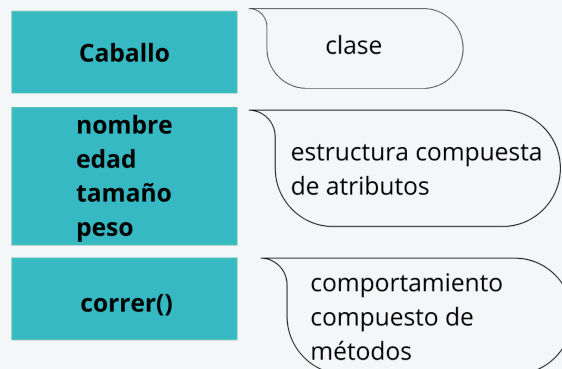 Caballo
clase
nombre
edad
tamaño
peso
estructura compuesta
de atributos
correr()
comportamiento
compuesto de
métodos